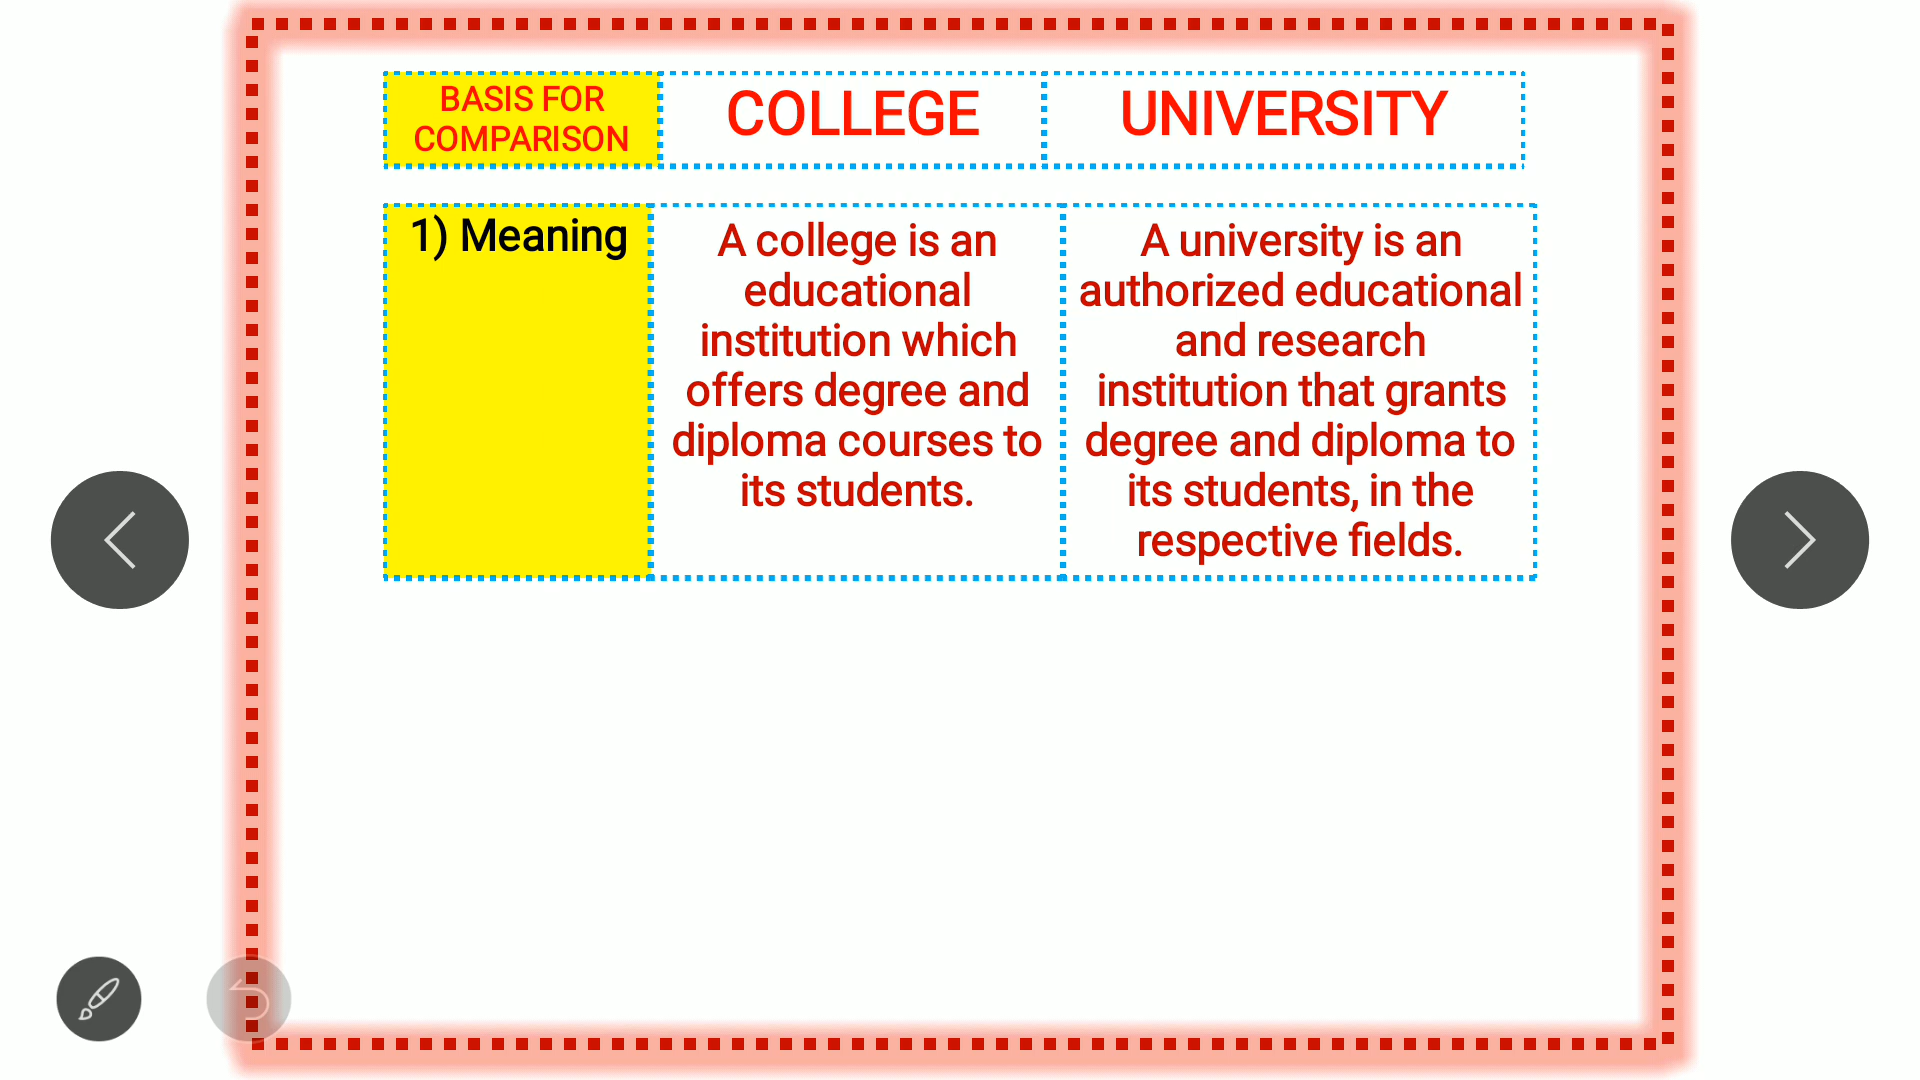 BASIS FOR
COMPARISON
COLLEGE
UNIVERSITY
1) Meaning
A college is an
educational
institution which
offers degree and
diploma courses to
its students.
A university is an
authorized educational
and research
institution that grants
degree and diploma to
its students, in the
respective fields.